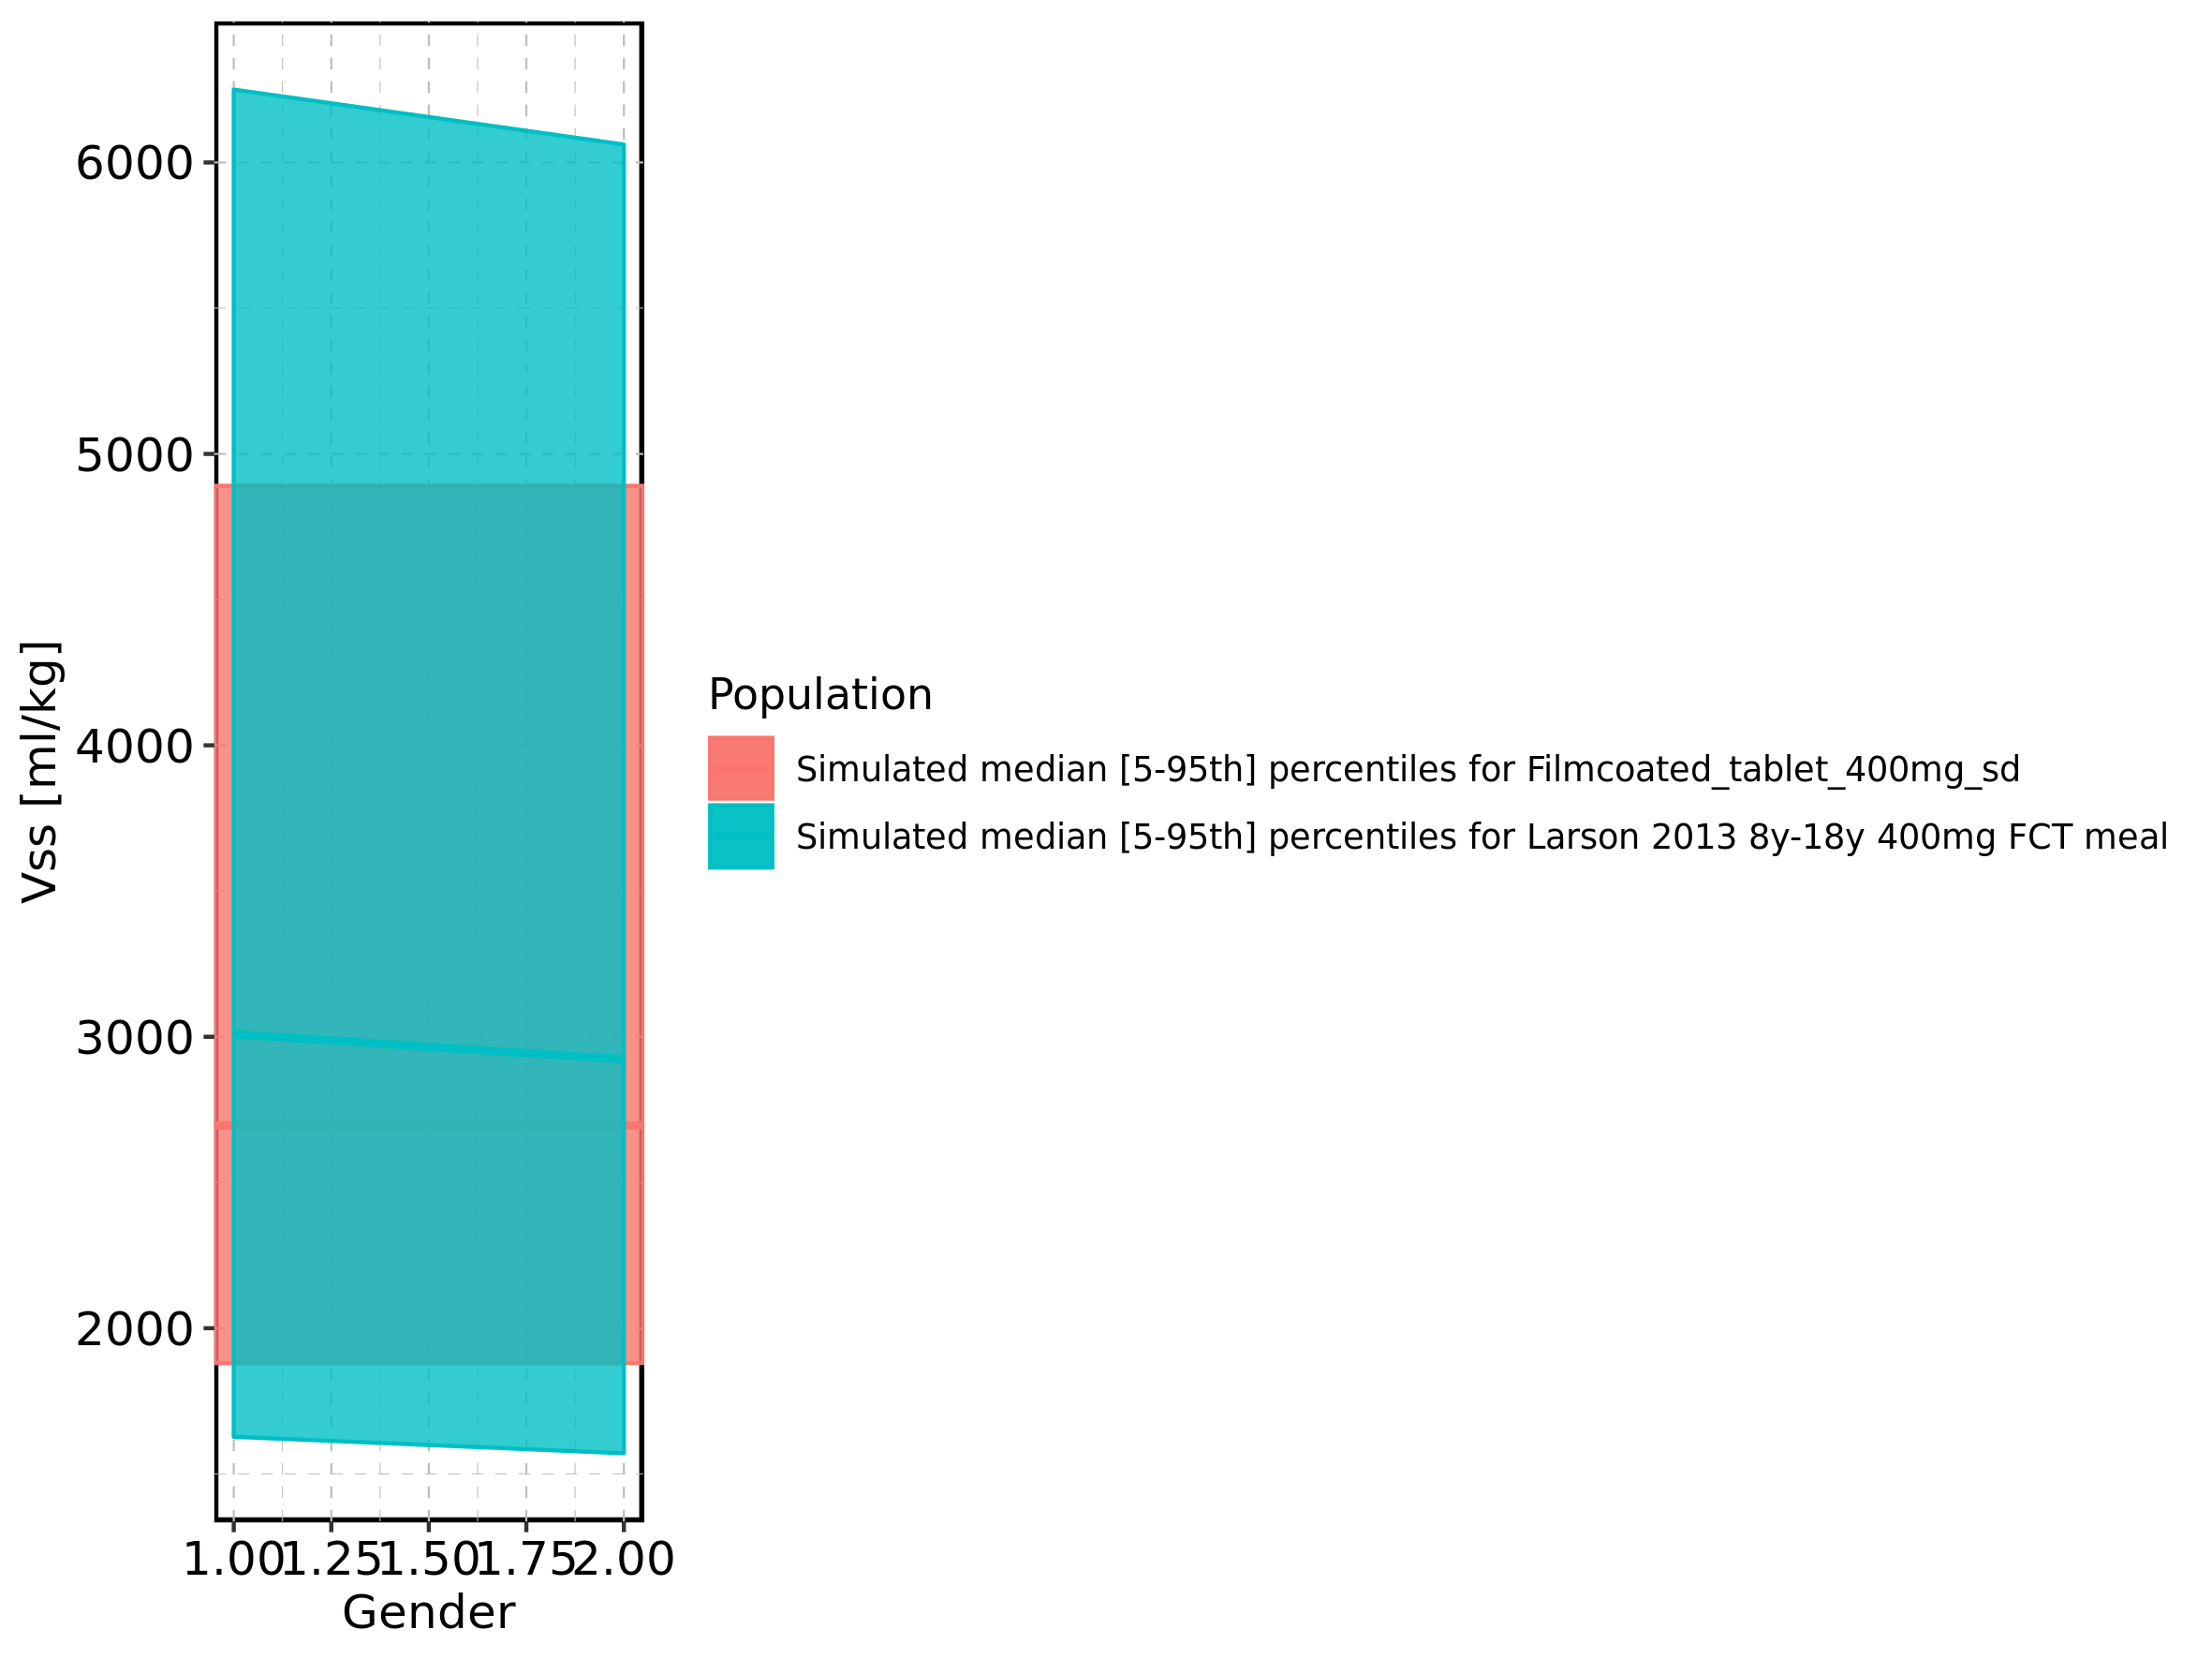 6000
5000
4000
3000
2000
Vss [ml/kg]
1.00 1.25 1.50 1.75 2.00
Gender
Population
Simulated median [5-95th] percentiles for Filmcoated_tablet_400mg_sd
Simulated median [5-95th] percentiles for Larson 2013 8y-18y 400mg FCT meal